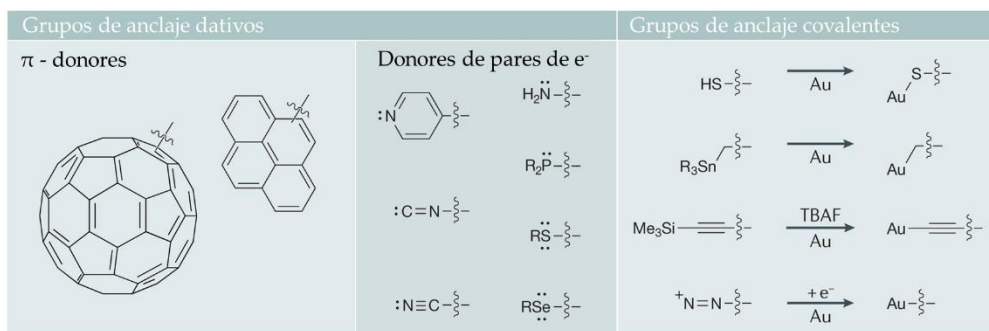 Grupos de anclaje dativos
Grupos de anclaje covalentes
π - donores
Donores de pares de e-
:N
H₂N̈
R₂P̈
:C=N
RS̈
:N≡C
RSë
HS
Au
S
Au
R₃Sn
Au
Au
Me₃Si
TBAF
Au
Au
⁺N=N
+ e⁻
Au
Au